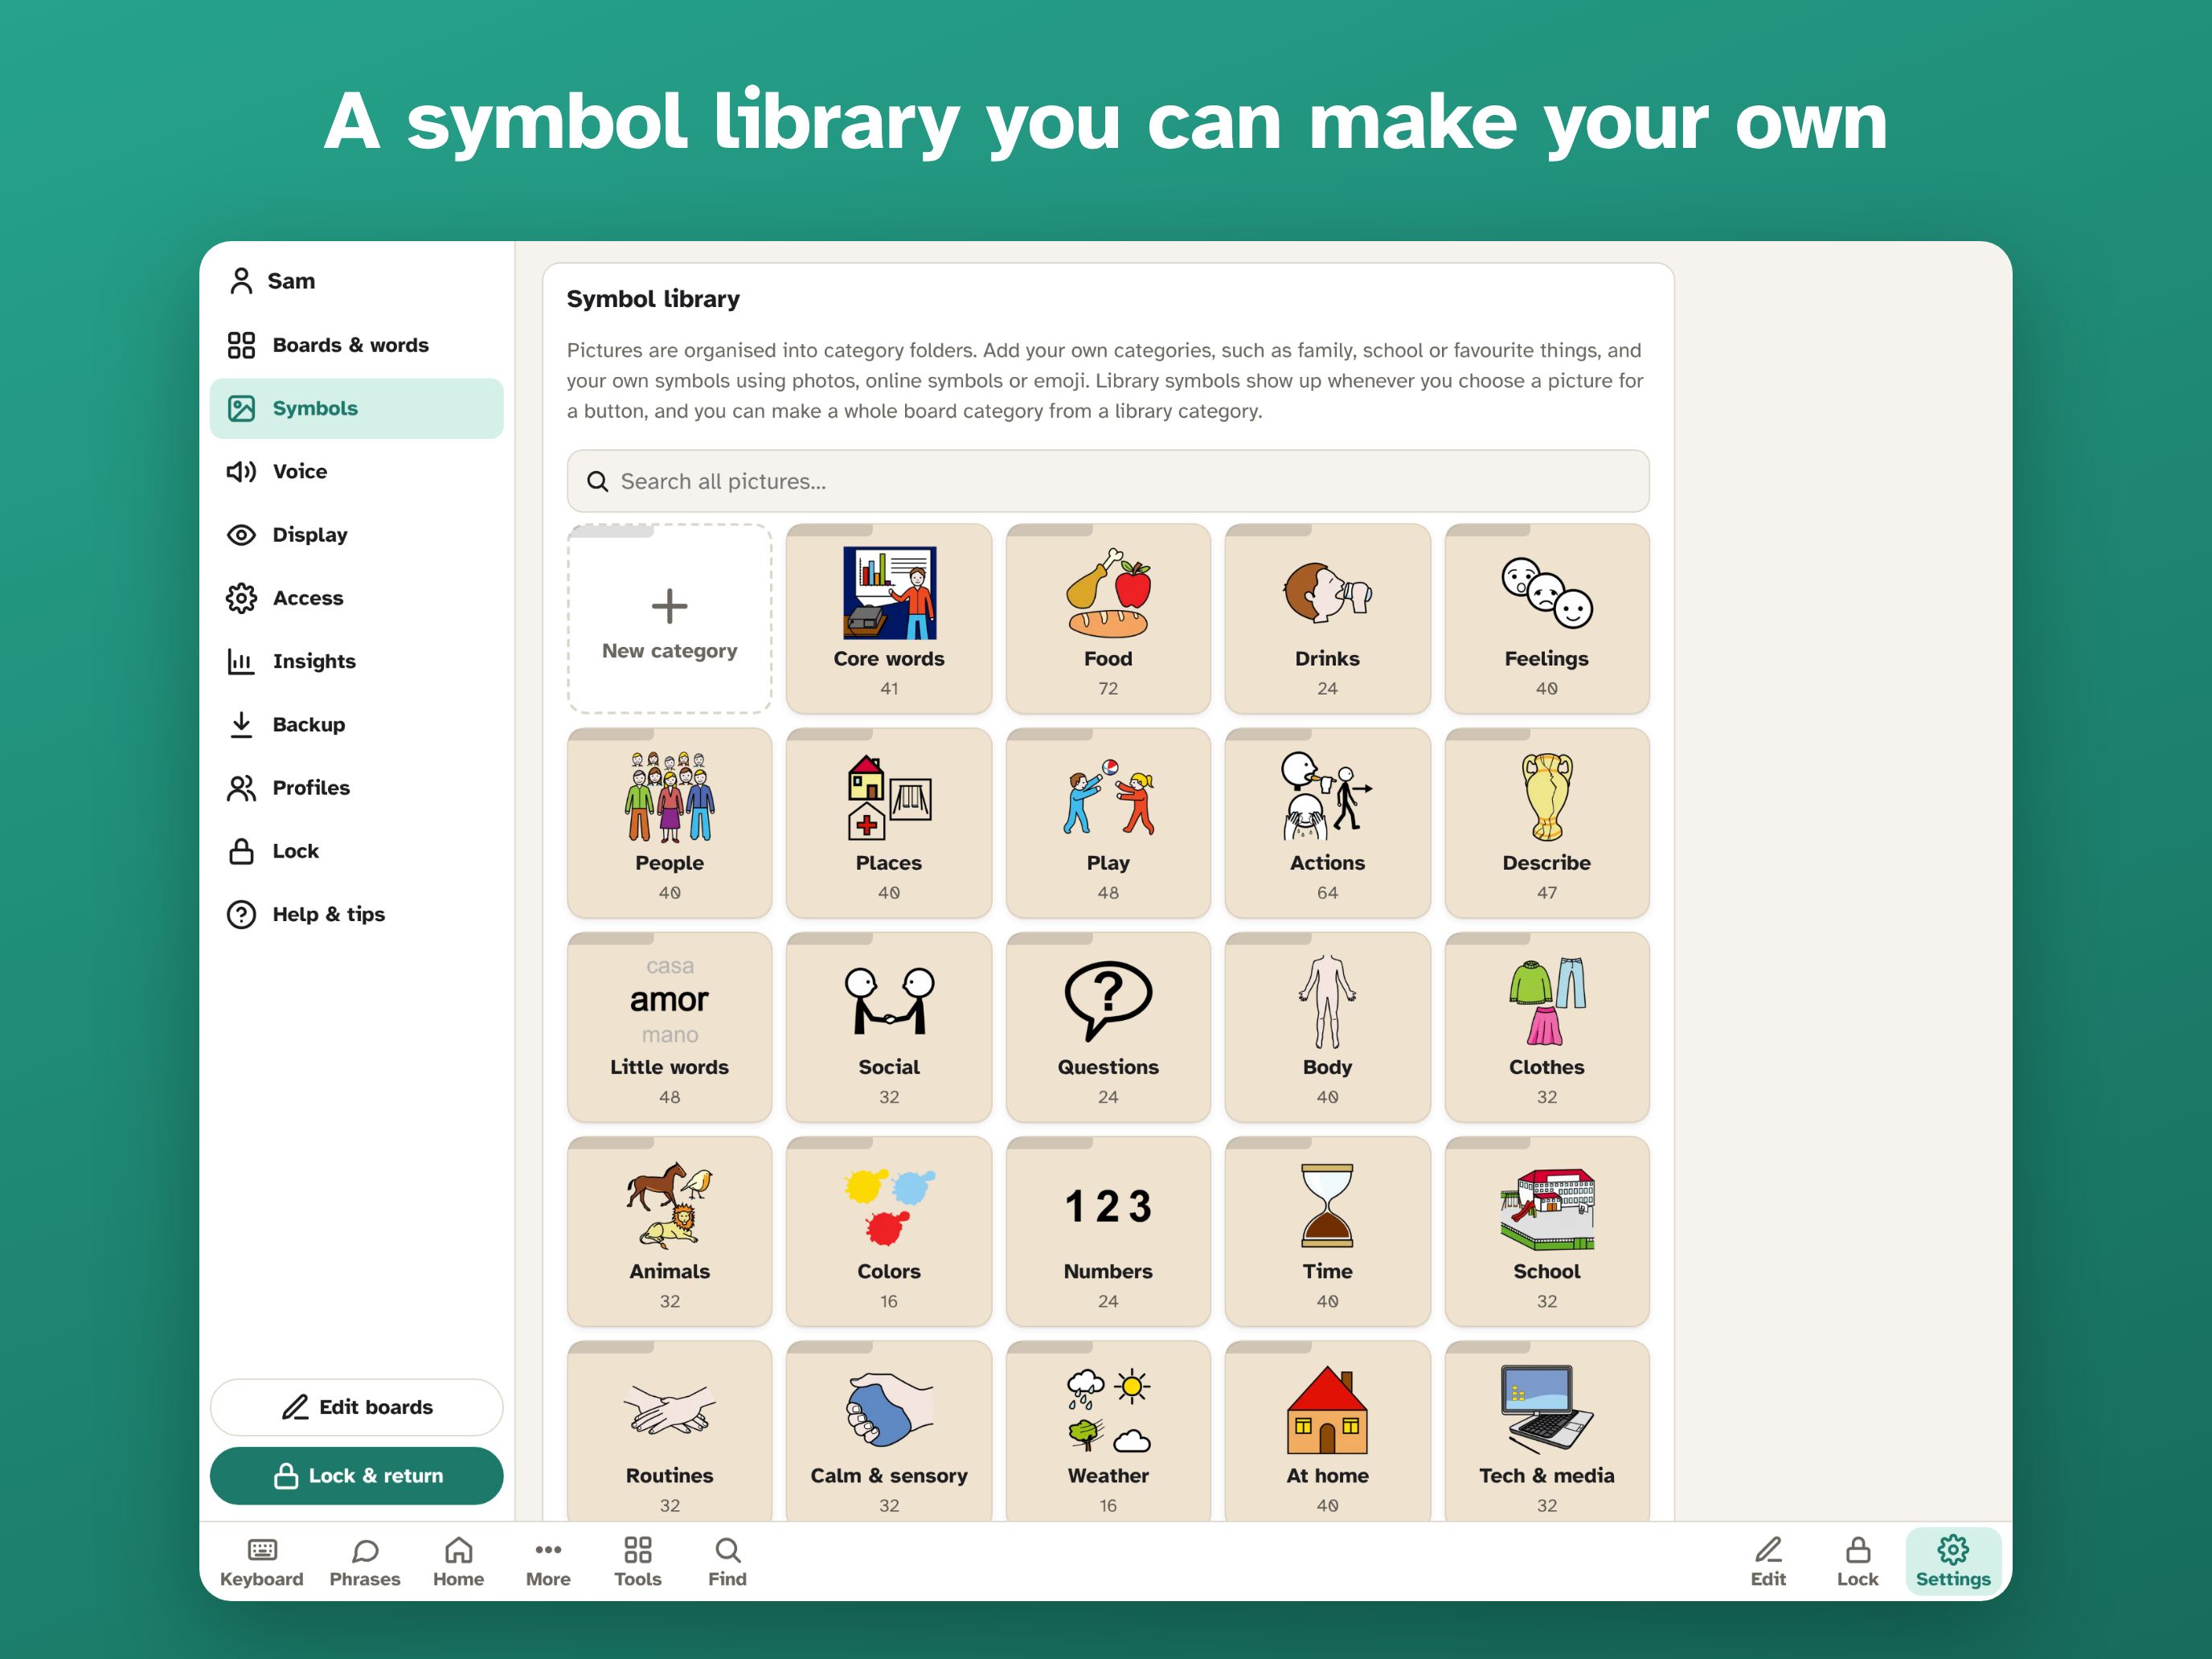 A symbol library you can make your own
Sam
Boards & words
Symbols
Voice
Display
Access
Insights
Backup
Profiles
Lock
Help & tips
Edit boards
Lock & return
Symbol library
Pictures are organised into category folders. Add your own categories, such as family, school or favourite things, and
your own symbols using photos, online symbols or emoji. Library symbols show up whenever you choose a picture for
a button, and you can make a whole board category from a library category.
Search all pictures...
New category
Core words
41
Food
72
Drinks
24
Feelings
40
People
40
Places
40
Play
48
Actions
64
Describe
47
casa
amor
mano
Little words
48
Social
32
?
Questions
24
Body
40
Clothes
32
Animals
32
Colors
16
1 2 3
Numbers
24
Time
40
School
32
Routines
32
Calm & sensory
32
Weather
16
At home
40
Tech & media
32
Keyboard
Phrases
Home
More
Tools
Find
Edit
Lock
Settings